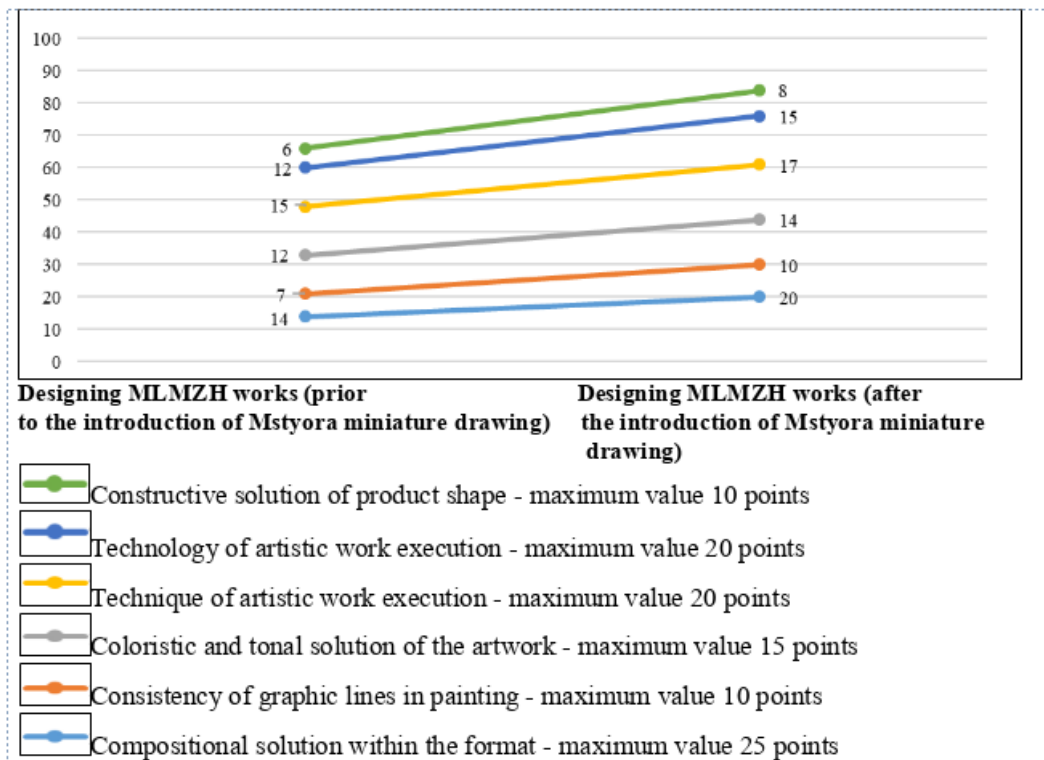 100
90
80
70
60
50
40
30
20
10
0
6
12
15
12
7
14
8
15
17
14
10
20
Designing MLMZH works (prior
to the introduction of Mstyora miniature drawing)
Designing MLMZH works (after
the introduction of Mstyora miniature
drawing)
Constructive solution of product shape - maximum value 10 points
Technology of artistic work execution - maximum value 20 points
Technique of artistic work execution - maximum value 20 points
Coloristic and tonal solution of the artwork - maximum value 15 points
Consistency of graphic lines in painting - maximum value 10 points
Compositional solution within the format - maximum value 25 points